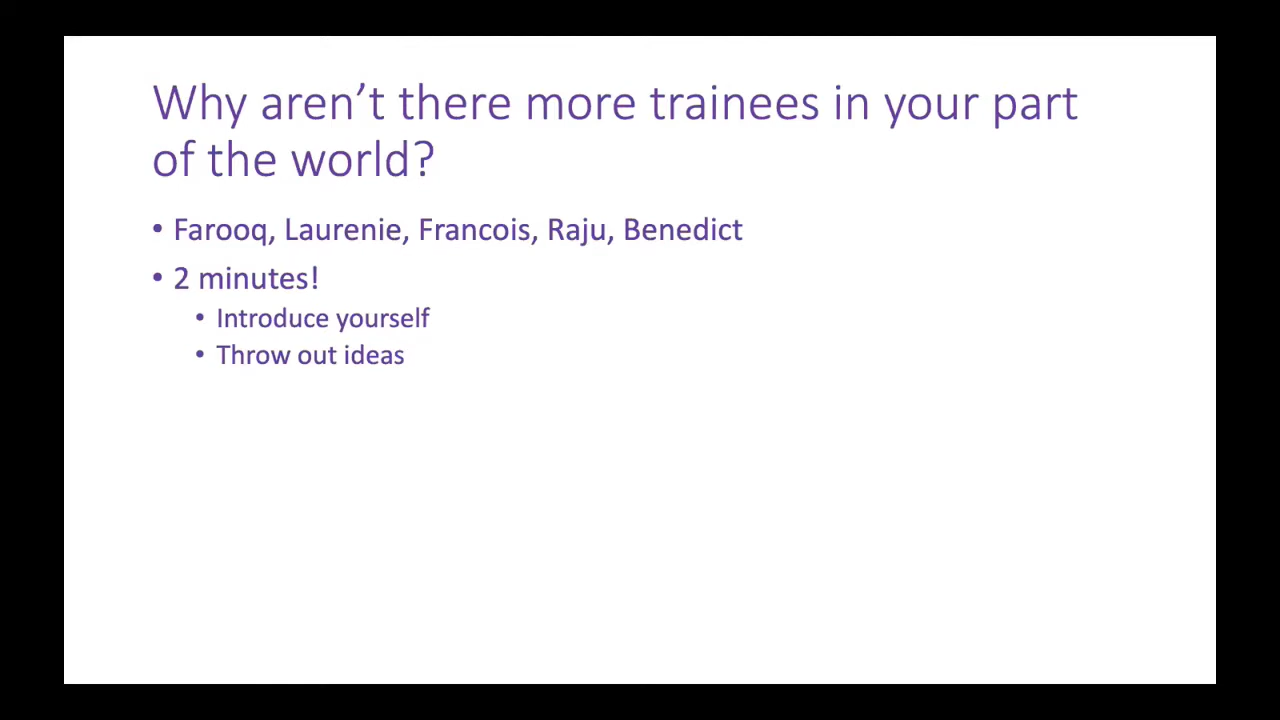 Why aren’t there more trainees in your part
of the world?
• Farooq, Laurenie, Francois, Raju, Benedict
• 2 minutes!
• Introduce yourself
• Throw out ideas